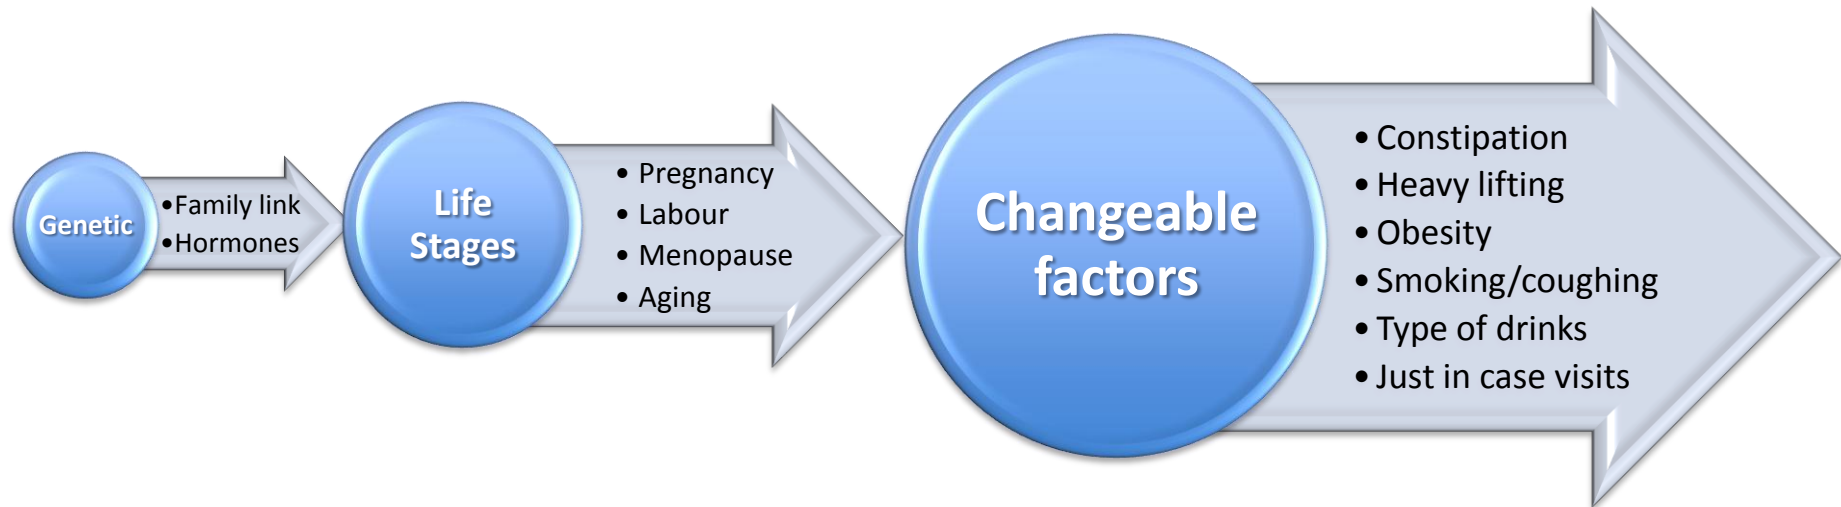 Genetic
•Family link
•Hormones
Life
Stages
• Pregnancy
• Labour
• Menopause
• Aging
Changeable
factors
• Constipation
• Heavy lifting
• Obesity
• Smoking/coughing
• Type of drinks
• Just in case visits